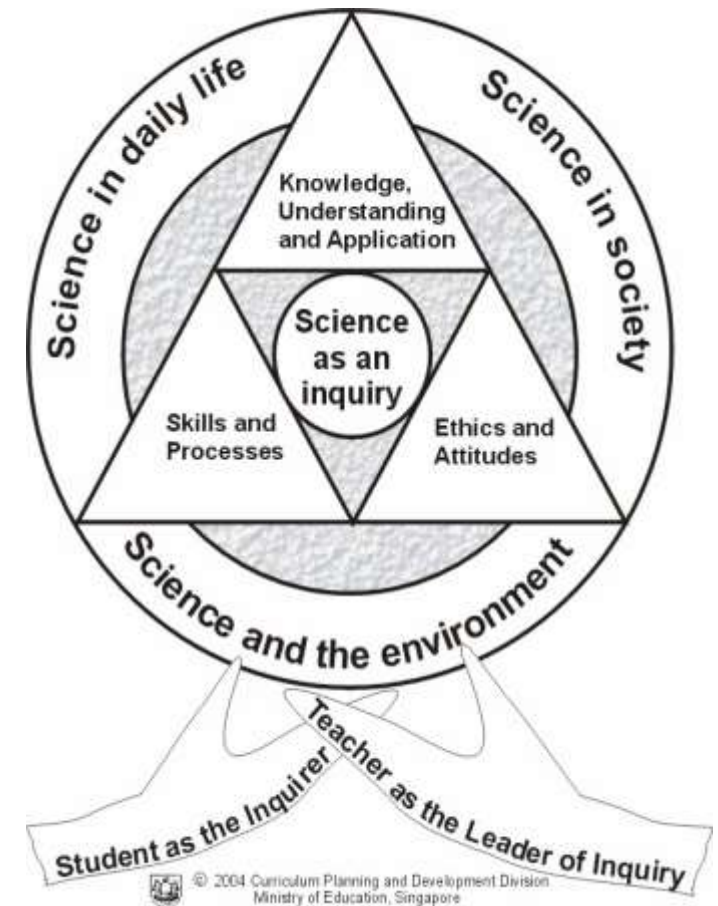 Science in daily life
Science in society
Knowledge,
Understanding
and Application
Science
as an
inquiry
Skills and
Processes
Ethics and
Attitudes
Science and the environment
Student as the Inquirer
Teacher as the Leader of Inquiry
© 2004 Curriculum Planning and Development Division
Ministry of Education, Singapore